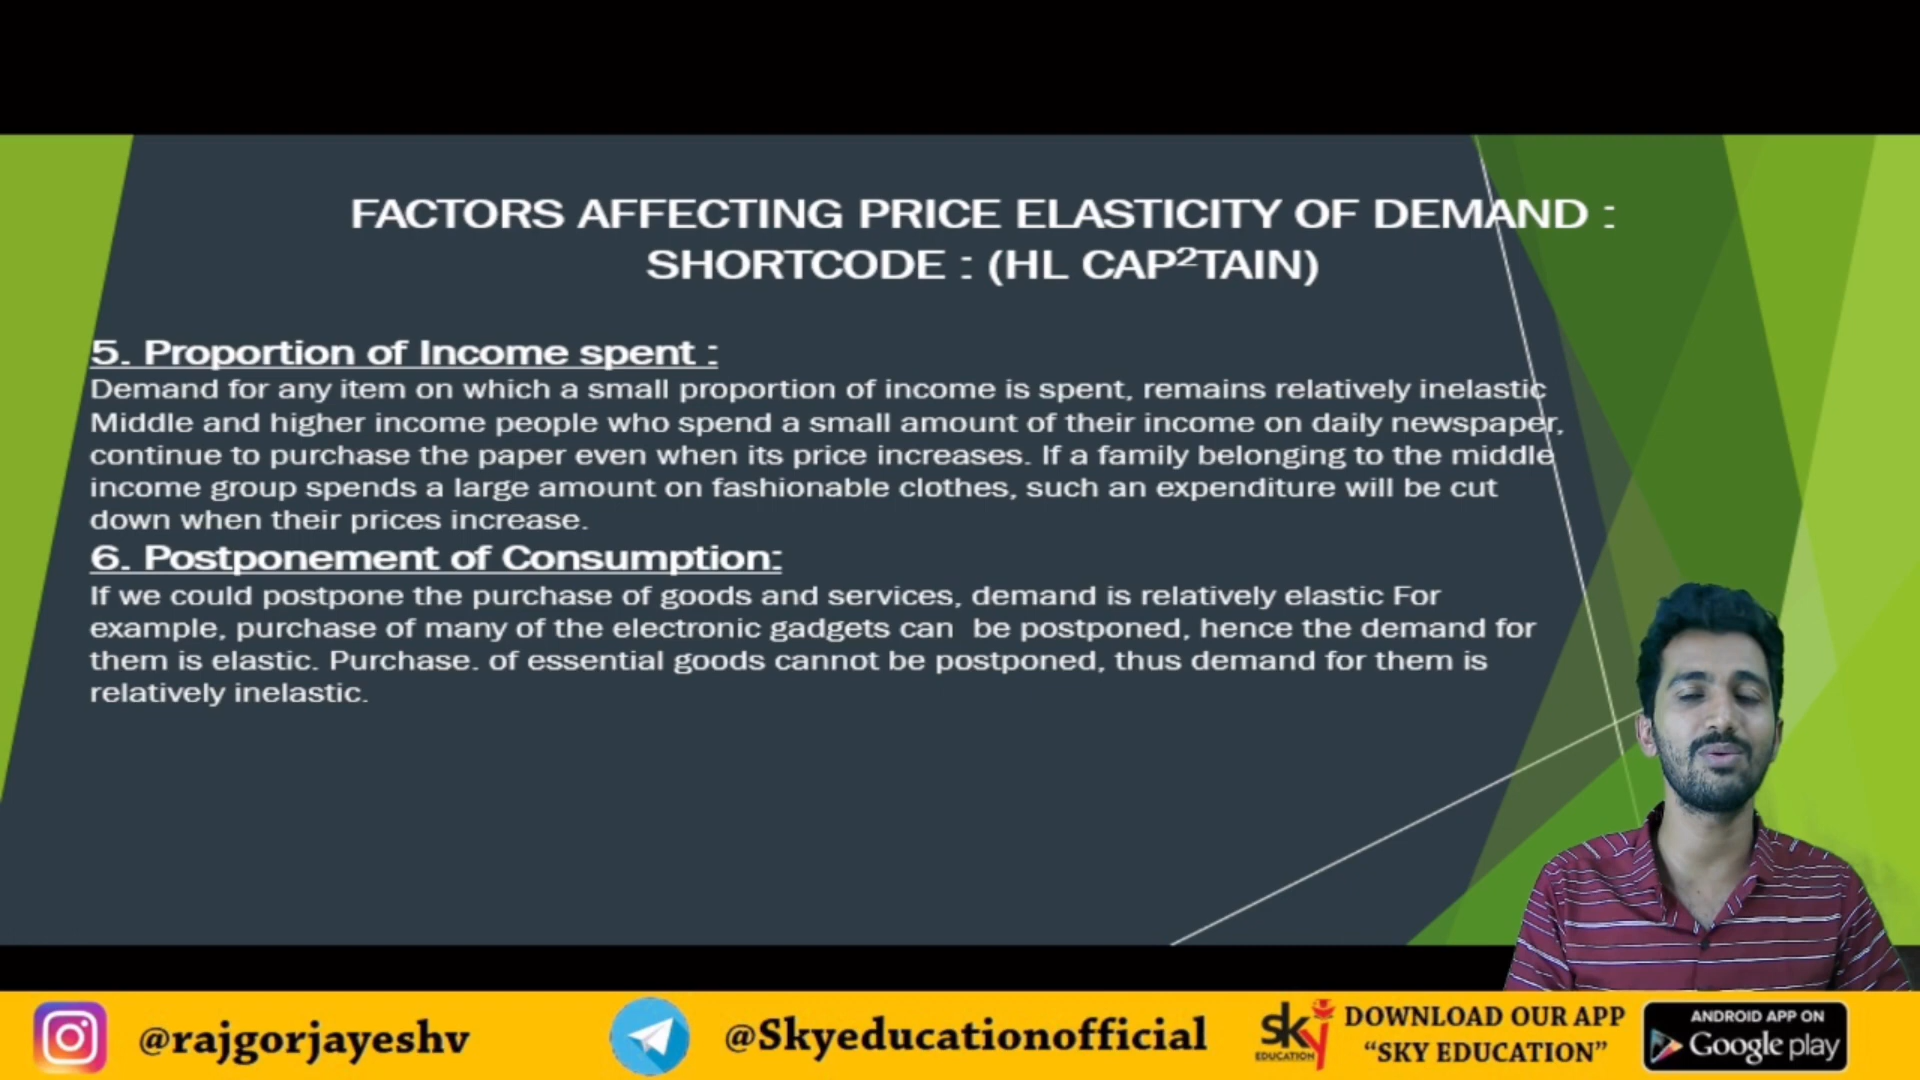 FACTORS AFFECTING PRICE ELASTICITY OF DEMAND :
SHORTCODE : (HL CAP²TAIN)
5. Proportion of Income spent :
Demand for any item on which a small proportion of income is spent, remains relatively inelastic
Middle and higher income people who spend a small amount of their income on daily newspaper,
continue to purchase the paper even when its price increases. If a family belonging to the middle
income group spends a large amount on fashionable clothes, such an expenditure will be cut
down when their prices increase.
6. Postponement of Consumption:
If we could postpone the purchase of goods and services, demand is relatively elastic For
example, purchase of many of the electronic gadgets can  be postponed, hence the demand for
them is elastic. Purchase. of essential goods cannot be postponed, thus demand for them is
relatively inelastic.
@rajgorjayeshv
@Skyeducationofficial
sky
EDUCATION
DOWNLOAD OUR APP
“SKY EDUCATION”
ANDROID APP ON
Google play